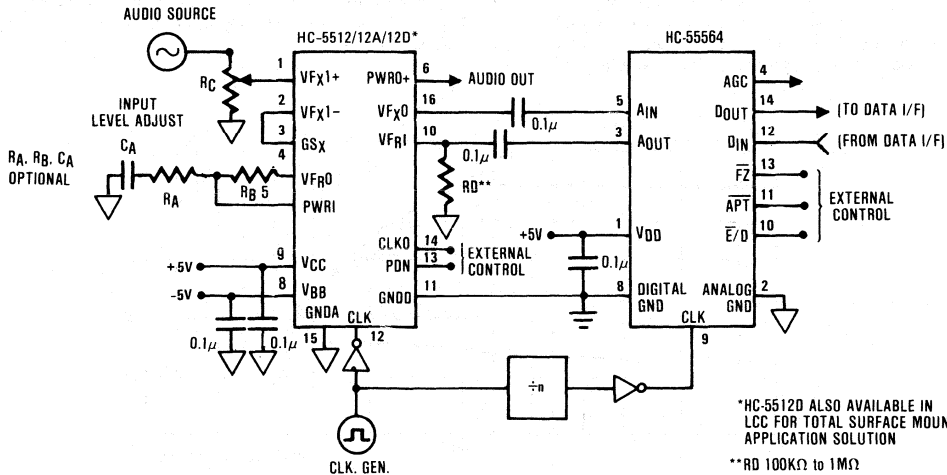 AUDIO SOURCE
INPUT
LEVEL ADJUST
RC
RA, RB, CA
OPTIONAL
CA
RA
RB
HC-5512/12A/12D*
1
VFX1+
2
VFX1-
3
GSX
4
VFRO
5
PWRI
+5V
9
VCC
-5V
8
VBB
0.1μ
0.1μ
GNDA
15
CLK
12
PWRO+
6
AUDIO OUT
VFXO
16
0.1μ
VFRI
10
0.1μ
RD**
CLKO
14
PDN
13
EXTERNAL
CONTROL
GNDD
11
HC-55564
5
AIN
3
AOUT
+5V
1
VDD
0.1μ
8
DIGITAL
GND
AGC
4
DOUT
14
(TO DATA I/F)
DIN
12
(FROM DATA I/F)
FZ
13
APT
11
E/D
10
EXTERNAL
CONTROL
ANALOG
GND
2
CLK
9
÷n
CLK. GEN.
*HC-5512D ALSO AVAILABLE IN
LCC FOR TOTAL SURFACE MOUN
APPLICATION SOLUTION
**RD 100KΩ to 1MΩ